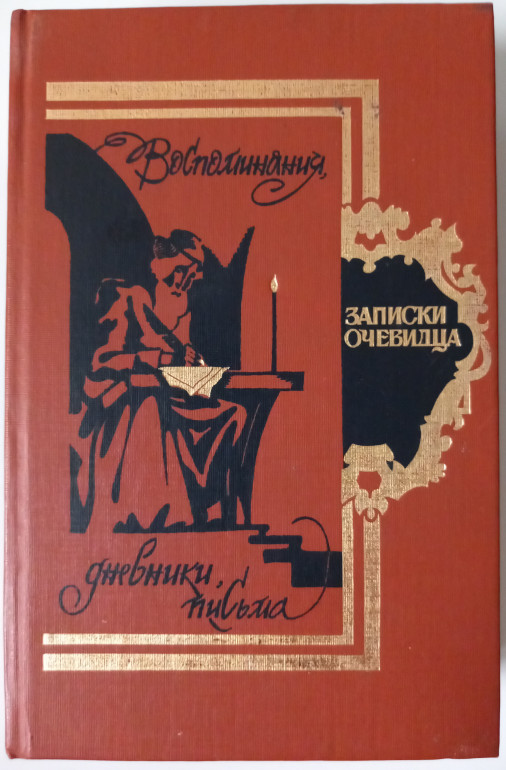 Воспоминания,
ЗАПИСКИ
ОЧЕВИДЦА
дневники,
письма